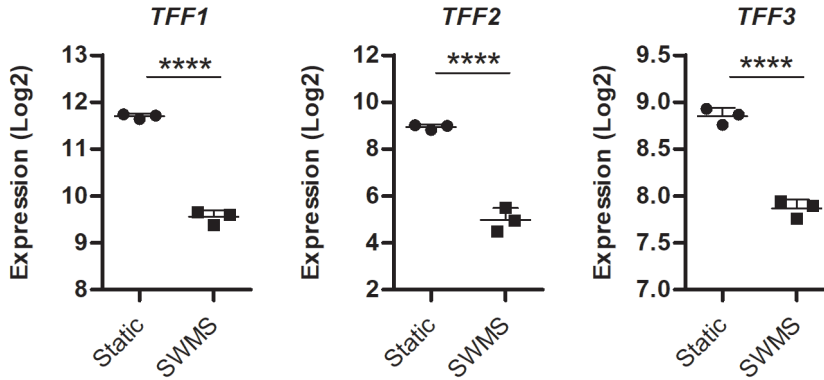 TFF1
Expression (Log2)
13
12
11
10
9
8
****
Static
SWMS
TFF2
Expression (Log2)
12
10
8
6
4
2
****
Static
SWMS
TFF3
Expression (Log2)
9.5
9.0
8.5
8.0
7.5
7.0
****
Static
SWMS